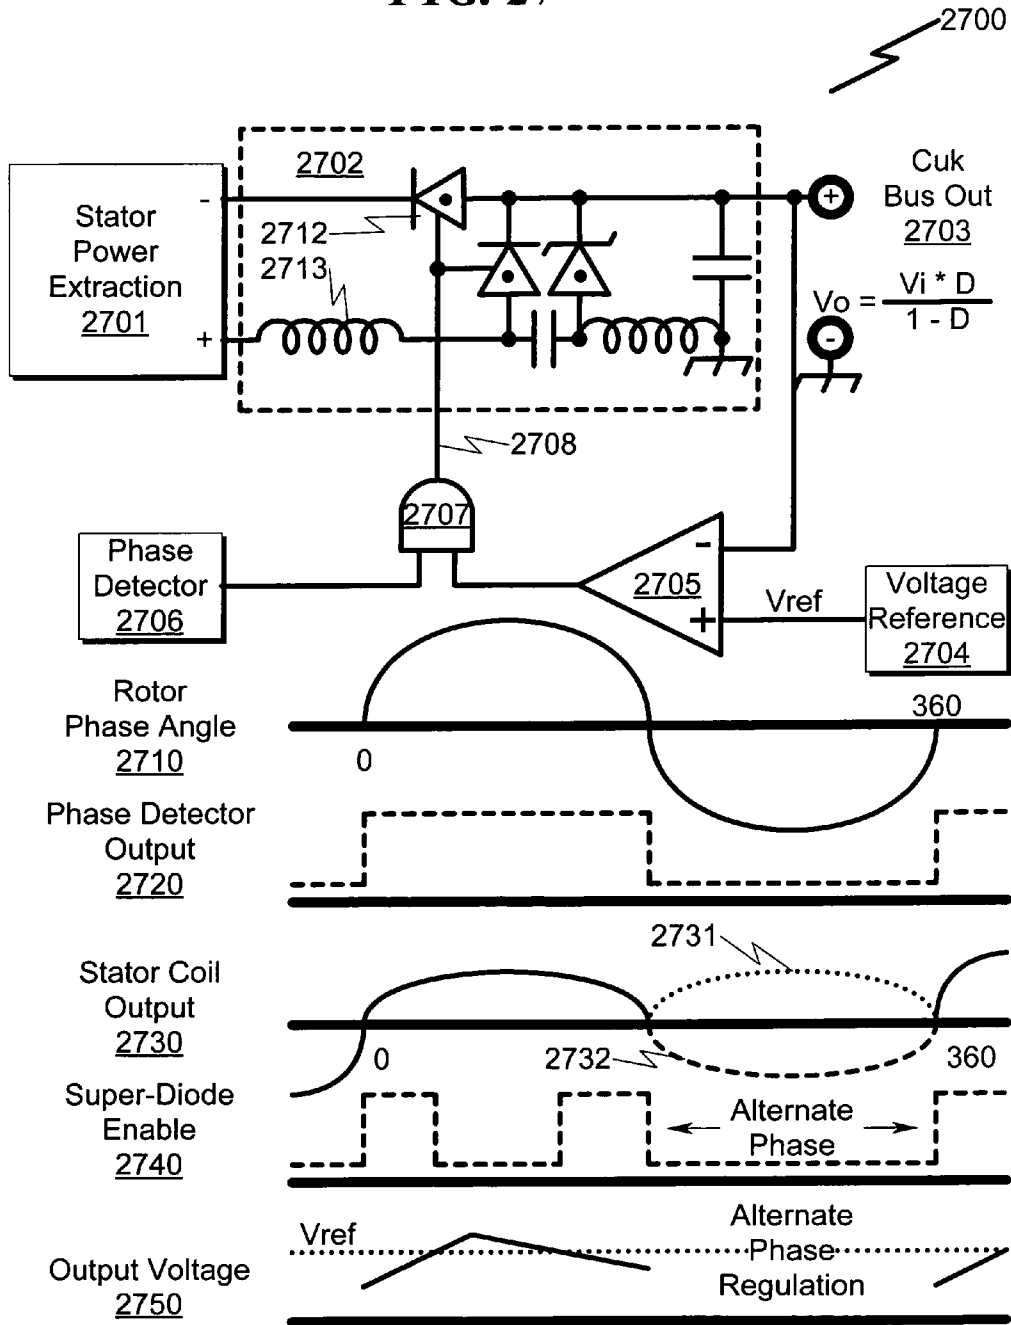 FIG. 27
2700
2702
Stator
Power
Extraction
2701
-
+
2712
2713
+
-
Cuk
Bus Out
2703
Vo = Vi * D
1 - D
2708
2707
Phase
Detector
2706
2705
-
+
Vref
Voltage
Reference
2704
Rotor
Phase Angle
2710
0
360
Phase Detector
Output
2720
Stator Coil
Output
2730
2731
0
2732
360
Super-Diode
Enable
2740
Alternate
Phase
Output Voltage
2750
Vref
Alternate
Phase
Regulation